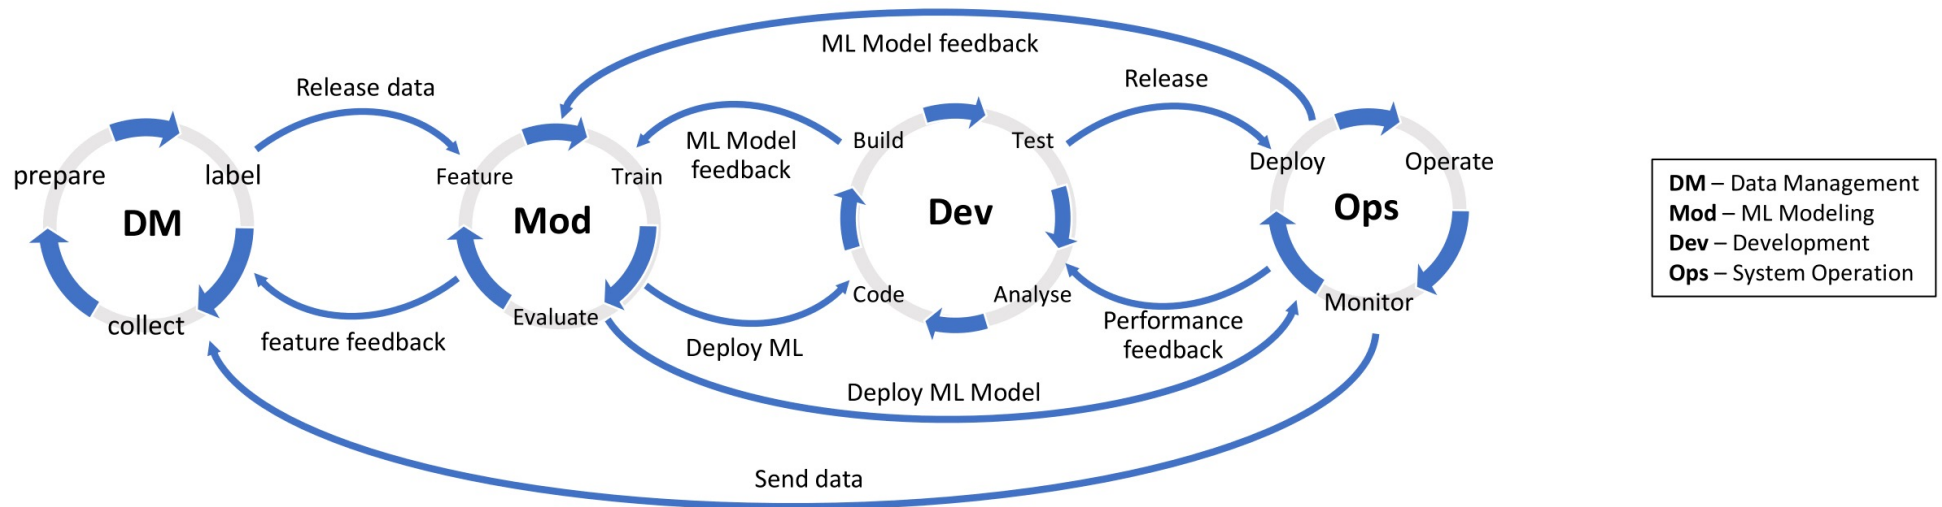 ML Model feedback
Release data
Release
ML Model
feedback
prepare
label
DM
collect
Feature
Train
Mod
Evaluate
Build
Test
Dev
Code
Analyse
Deploy
Operate
Ops
Monitor
feature feedback
Deploy ML
Performance
feedback
Deploy ML Model
Send data
DM – Data Management
Mod – ML Modeling
Dev – Development
Ops – System Operation